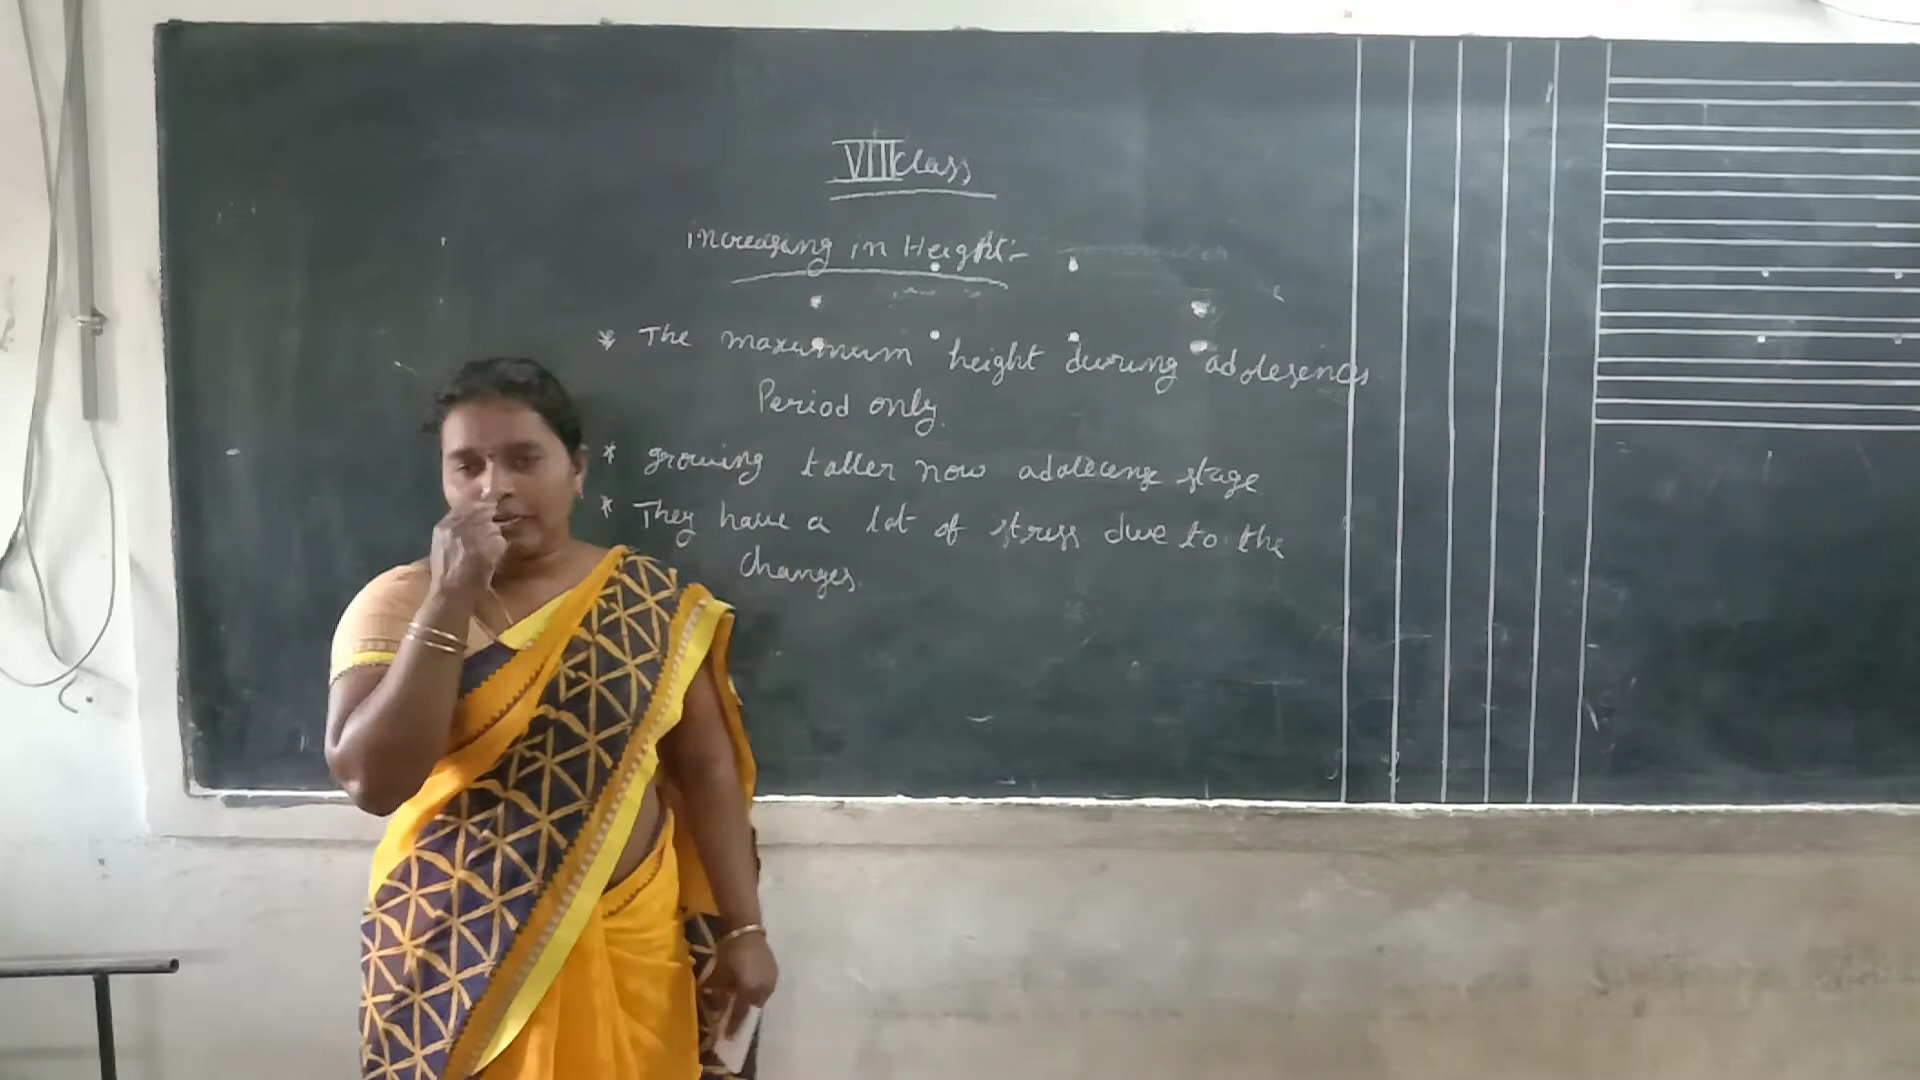 VIII class
increasing in Height:-
* The maximum height during adolesences
Period only.
* growing taller now adolecence stage
* They have a lot of stress due to the
changes.